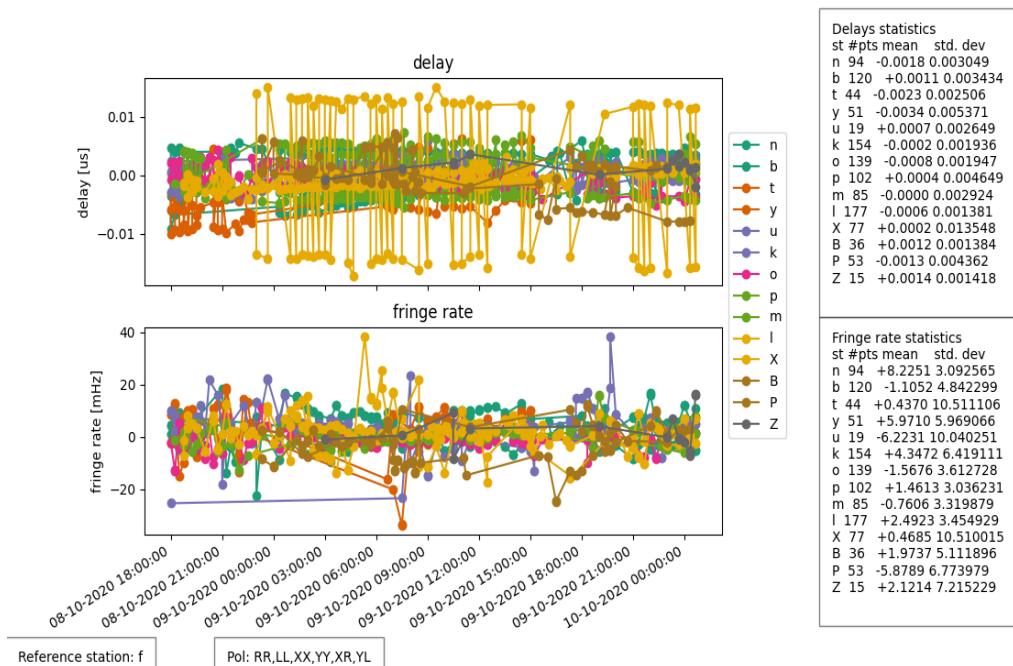 delay
0.01
0.00
−0.01
delay [us]
fringe rate
40
20
0
−20
fringe rate [mHz]
08-10-2020 18:00:00
08-10-2020 21:00:00
09-10-2020 00:00:00
09-10-2020 03:00:00
09-10-2020 06:00:00
09-10-2020 09:00:00
09-10-2020 12:00:00
09-10-2020 15:00:00
09-10-2020 18:00:00
09-10-2020 21:00:00
10-10-2020 00:00:00
n
b
t
y
u
k
o
p
m
l
X
B
P
Z
Delays statistics
st #pts mean std. dev
n 94 -0.0018 0.003049
b 120 +0.0011 0.003434
t 44 -0.0023 0.002506
y 51 -0.0034 0.005371
u 19 +0.0007 0.002649
k 154 -0.0002 0.001936
o 139 -0.0008 0.001947
p 102 +0.0004 0.004649
m 85 -0.0000 0.002924
l 177 -0.0006 0.001381
X 77 +0.0002 0.013548
B 36 +0.0012 0.001384
P 53 -0.0013 0.004362
Z 15 +0.0014 0.001418
Fringe rate statistics
st #pts mean std. dev
n 94 +8.2251 3.092565
b 120 -1.1052 4.842299
t 44 +0.4370 10.511106
y 51 +5.9710 5.969066
u 19 -6.2231 10.040251
k 154 +4.3472 6.419111
o 139 -1.5676 3.612728
p 102 +1.4613 3.036231
m 85 -0.7606 3.319879
l 177 +2.4923 3.454929
X 77 +0.4685 10.510015
B 36 +1.9737 5.111896
P 53 -5.8789 6.773979
Z 15 +2.1214 7.215229
Reference station: f
Pol: RR,LL,XX,YY,XR,YL